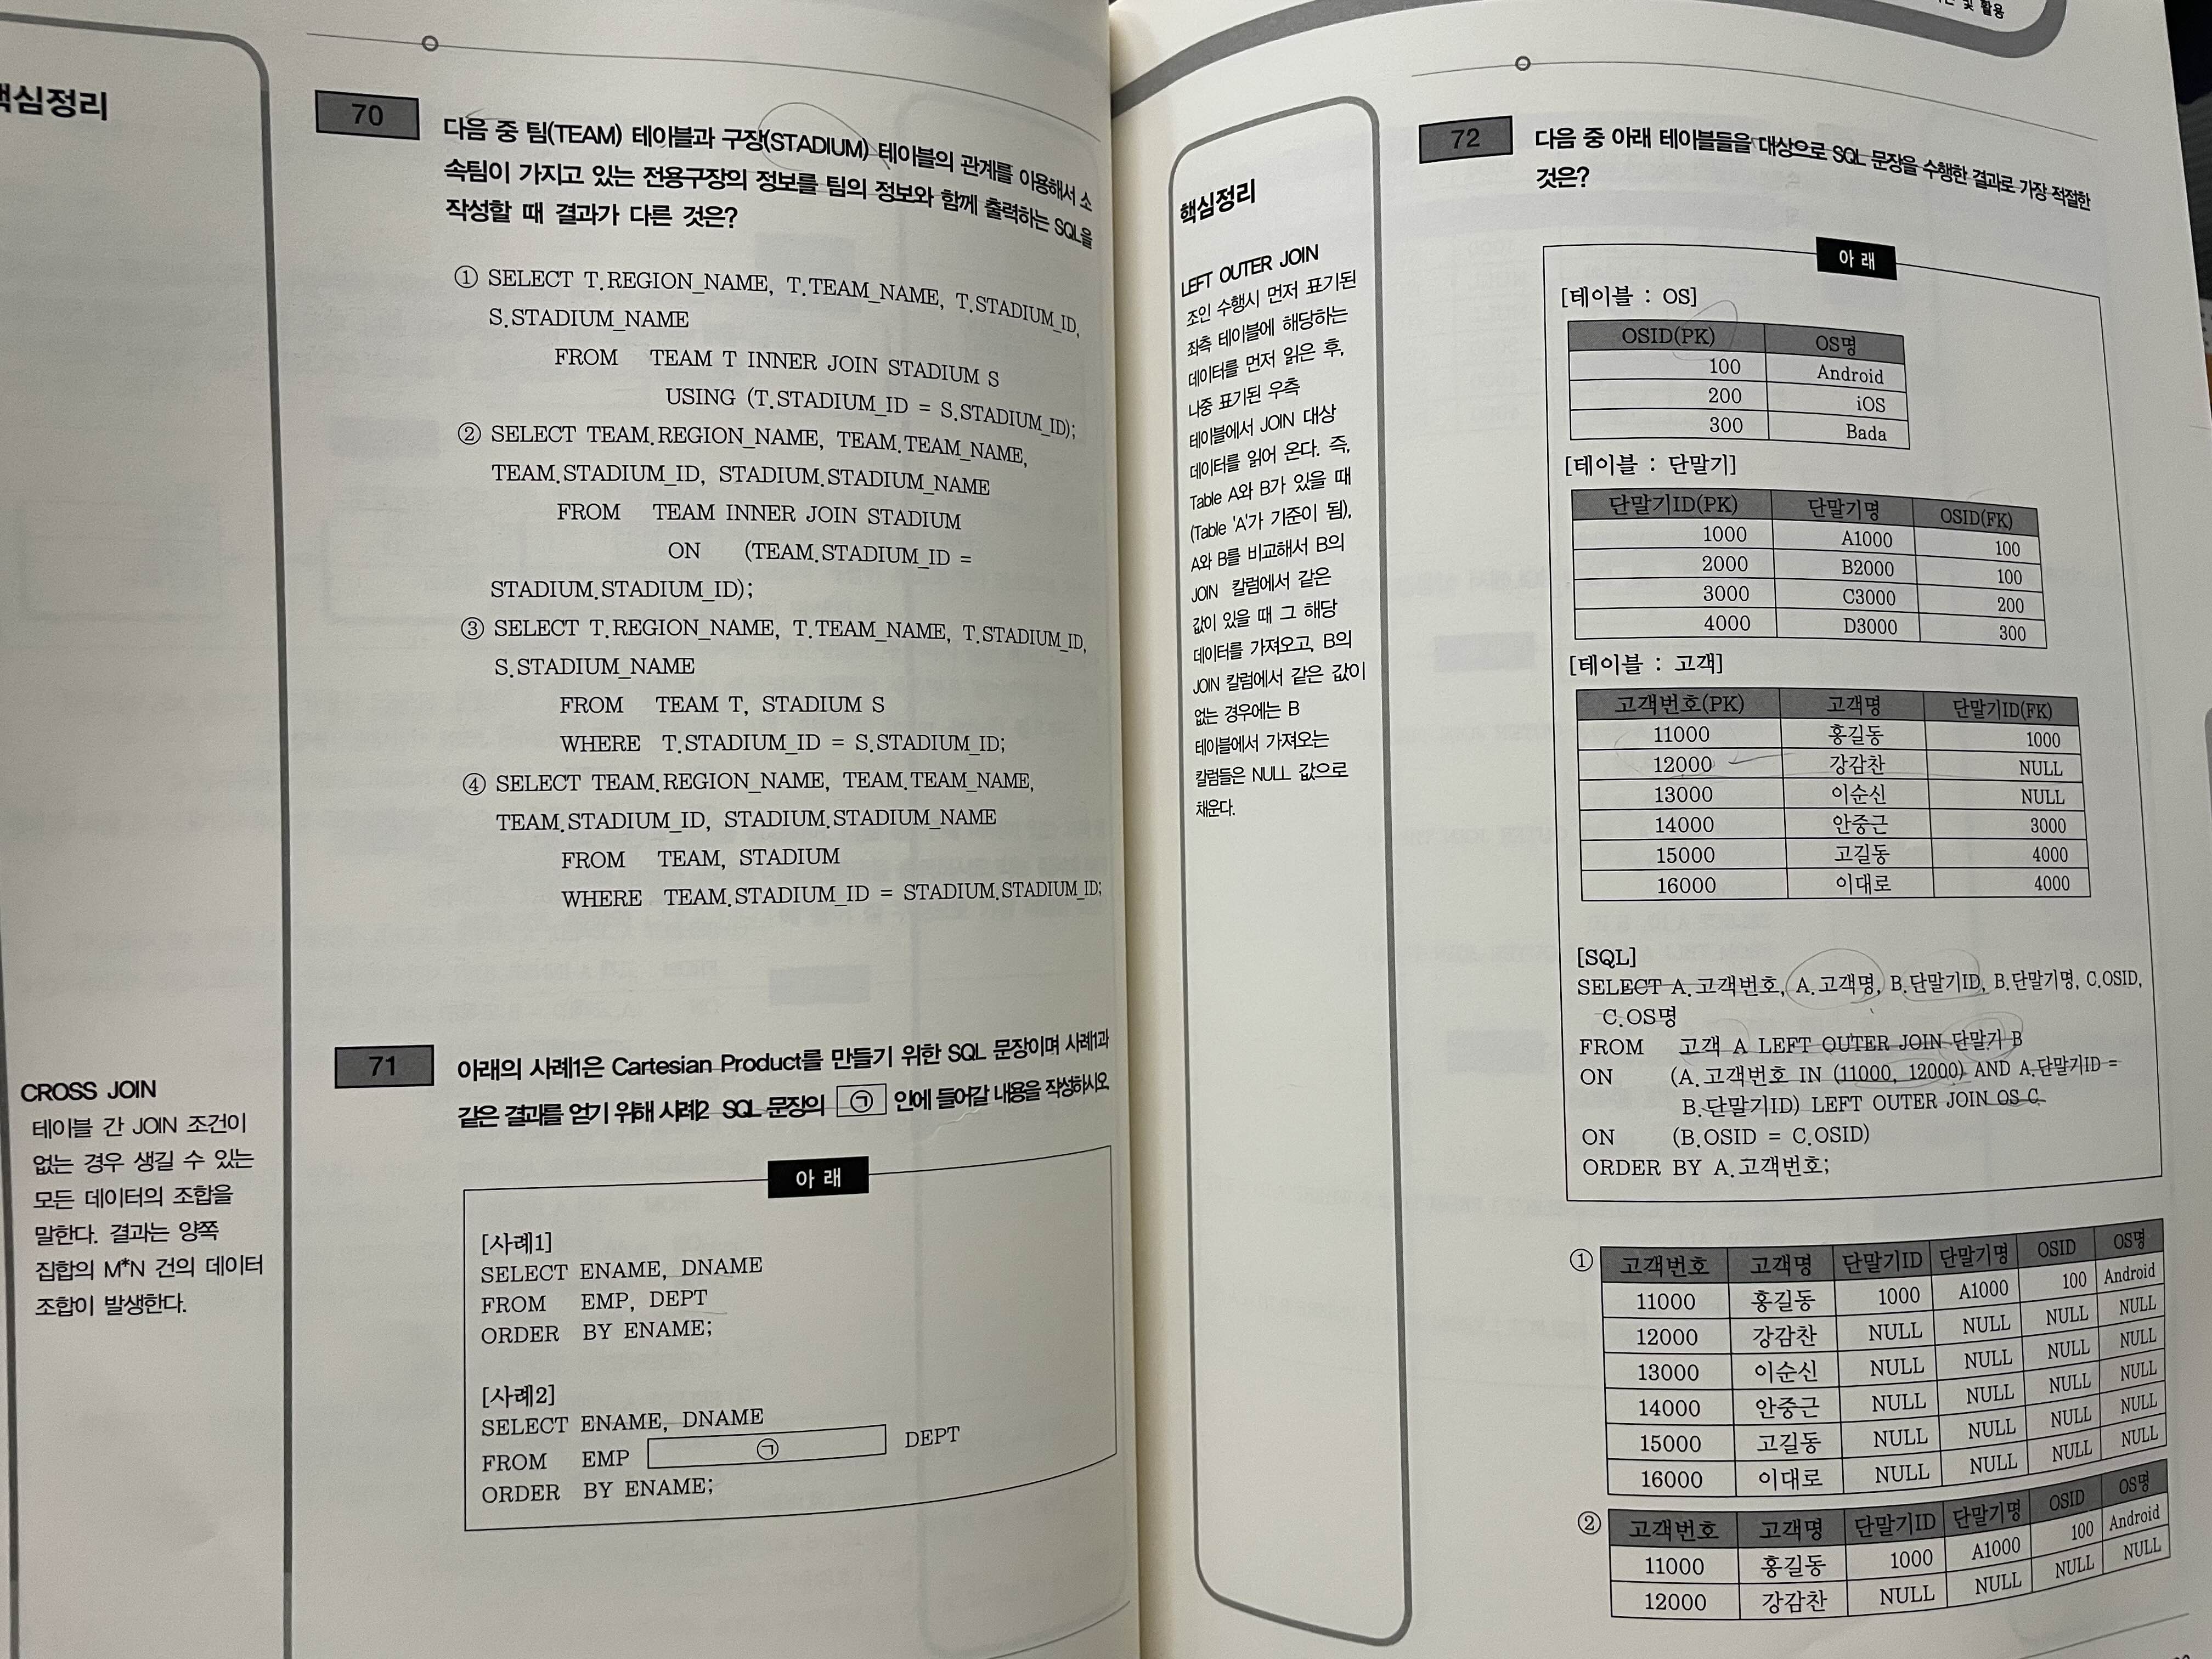 핵심정리
CROSS JOIN
테이블 간 JOIN 조건이
없는 경우 생길 수 있는
모든 데이터의 조합을
말한다. 결과는 양쪽
집합의 M*N 건의 데이터
조합이 발생한다.
70
다음 중 팀(TEAM) 테이블과 구장(STADIUM) 테이블의 관계를 이용해서 소
속팀이 가지고 있는 전용구장의 정보를 팀의 정보와 함께 출력하는 SQL을
작성할 때 결과가 다른 것은?
① SELECT T.REGION_NAME, T.TEAM_NAME, T.STADIUM_ID,
S.STADIUM_NAME
FROM TEAM T INNER JOIN STADIUM S
USING (T.STADIUM_ID = S.STADIUM_ID);
② SELECT TEAM.REGION_NAME, TEAM.TEAM_NAME,
TEAM.STADIUM_ID, STADIUM.STADIUM_NAME
FROM TEAM INNER JOIN STADIUM
ON (TEAM.STADIUM_ID =
STADIUM.STADIUM_ID);
③ SELECT T.REGION_NAME, T.TEAM_NAME, T.STADIUM_ID,
S.STADIUM_NAME
FROM TEAM T, STADIUM S
WHERE T.STADIUM_ID = S.STADIUM_ID;
④ SELECT TEAM.REGION_NAME, TEAM.TEAM_NAME,
TEAM.STADIUM_ID, STADIUM.STADIUM_NAME
FROM TEAM, STADIUM
WHERE TEAM.STADIUM_ID = STADIUM.STADIUM_ID;
71
아래의 사례1은 Cartesian Product를 만들기 위한 SQL 문장이며 사례1과
같은 결과를 얻기 위해 사례2 SQL 문장의 ㉠ 안에 들어갈 내용을 작성하시오.
아 래
[사례1]
SELECT ENAME, DNAME
FROM EMP, DEPT
ORDER BY ENAME;
[사례2]
SELECT ENAME, DNAME
FROM EMP ㉠ DEPT
ORDER BY ENAME;
및 활용
핵심정리
LEFT OUTER JOIN
조인 수행시 먼저 표기된
좌측 테이블에 해당하는
데이터를 먼저 읽은 후,
나중 표기된 우측
테이블에서 JOIN 대상
데이터를 읽어 온다. 즉,
Table A와 B가 있을 때
(Table 'A'가 기준이 됨),
A와 B를 비교해서 B의
JOIN 칼럼에서 같은
값이 있을 때 그 해당
데이터를 가져오고, B의
JOIN 칼럼에서 같은 값이
없는 경우에는 B
테이블에서 가져오는
칼럼들은 NULL 값으로
채운다.
72
다음 중 아래 테이블들을 대상으로 SQL 문장을 수행한 결과로 가장 적절한
것은?
아 래
[테이블 : OS]
OSID(PK) OS명
100 Android
200 iOS
300 Bada
[테이블 : 단말기]
단말기ID(PK) 단말기명 OSID(FK)
1000 A1000 100
2000 B2000 100
3000 C3000 200
4000 D3000 300
[테이블 : 고객]
고객번호(PK) 고객명 단말기ID(FK)
11000 홍길동 1000
12000 강감찬 NULL
13000 이순신 NULL
14000 안중근 3000
15000 고길동 4000
16000 이대로 4000
[SQL]
SELECT A.고객번호, A.고객명, B.단말기ID, B.단말기명, C.OSID,
C.OS명
FROM 고객 A LEFT OUTER JOIN 단말기 B
ON (A.고객번호 IN (11000, 12000) AND A.단말기ID =
B.단말기ID) LEFT OUTER JOIN OS C
ON (B.OSID = C.OSID)
ORDER BY A.고객번호;
①
고객번호 고객명 단말기ID 단말기명 OSID OS명
11000 홍길동 1000 A1000 100 Android
12000 강감찬 NULL NULL NULL NULL
13000 이순신 NULL NULL NULL NULL
14000 안중근 NULL NULL NULL NULL
15000 고길동 NULL NULL NULL NULL
16000 이대로 NULL NULL NULL NULL
②
고객번호 고객명 단말기ID 단말기명 OSID OS명
11000 홍길동 1000 A1000 100 Android
12000 강감찬 NULL NULL NULL NULL